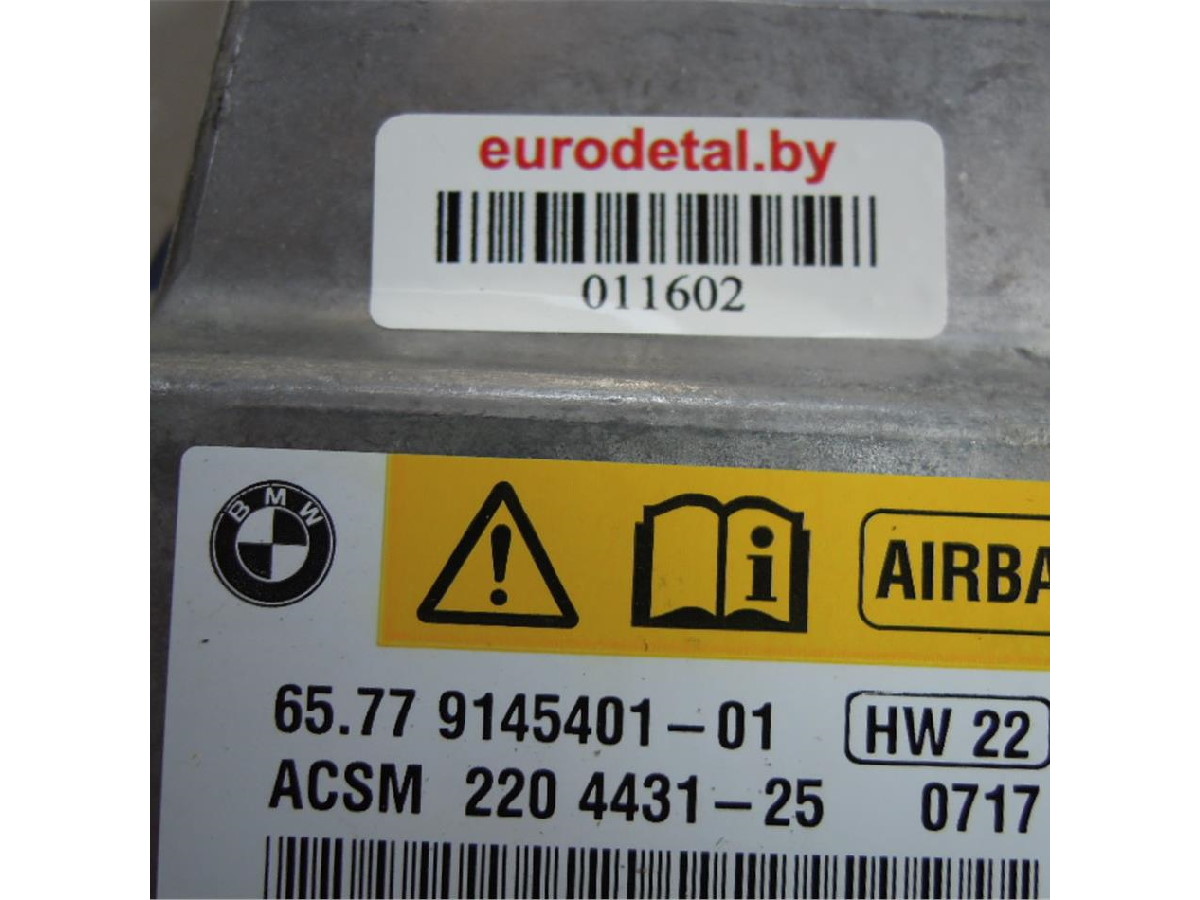 eurodetal.by
011602
BMW
AIRBA
65.77 9145401-01 HW 22
ACSM 220 4431-25 0717